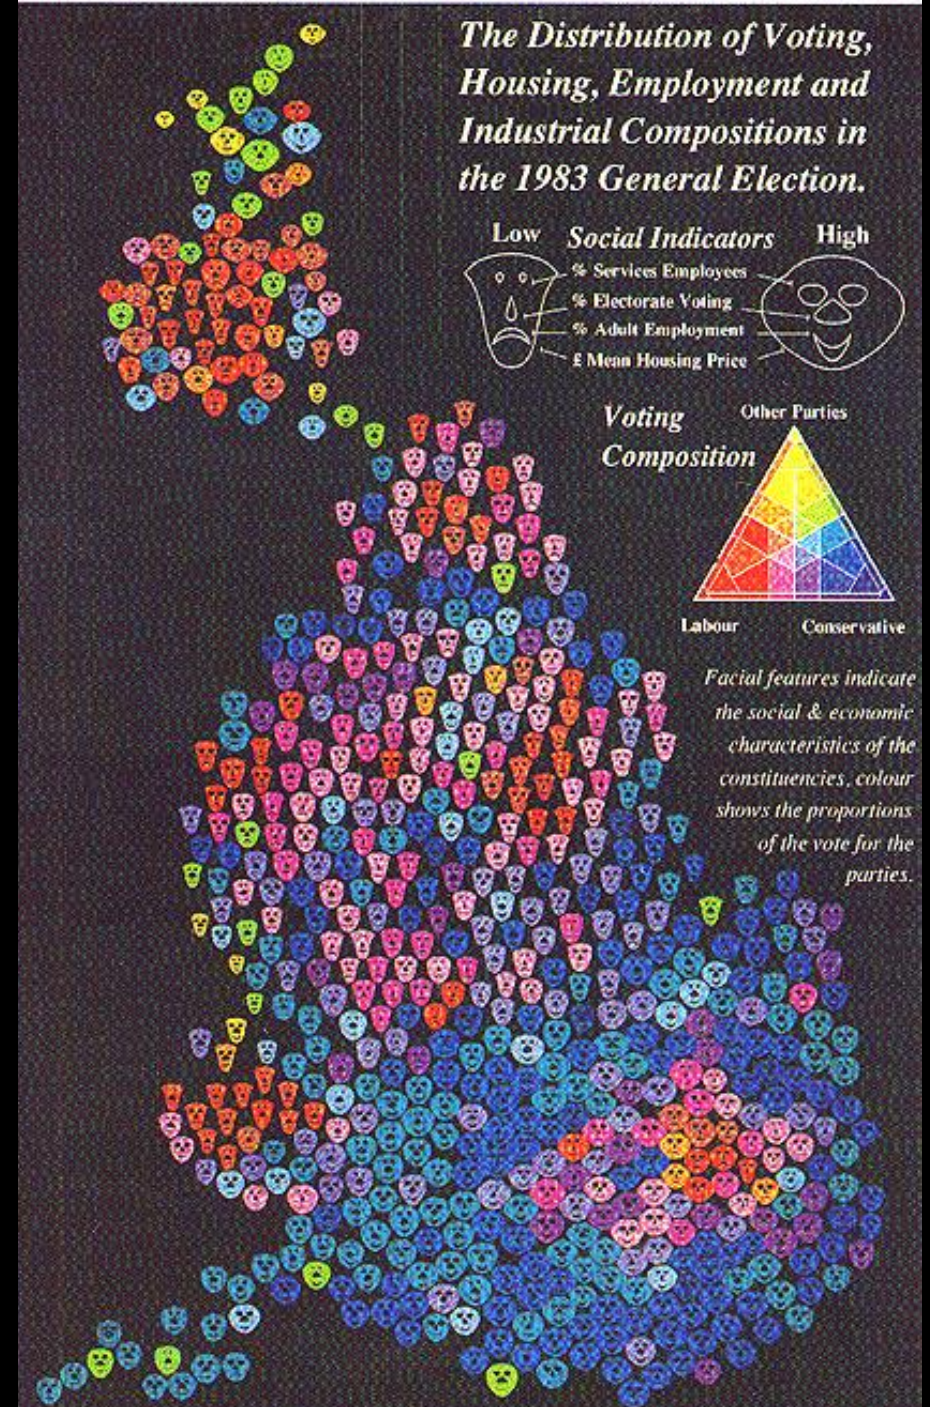 The Distribution of Voting,
Housing, Employment and
Industrial Compositions in
the 1983 General Election.
Low Social Indicators High
% Services Employees
% Electorate Voting
% Adult Employment
£ Mean Housing Price
Voting
Composition
Other Parties
Labour Conservative
Facial features indicate
the social & economic
characteristics of the
constituencies, colour
shows the proportions
of the vote for the
parties.